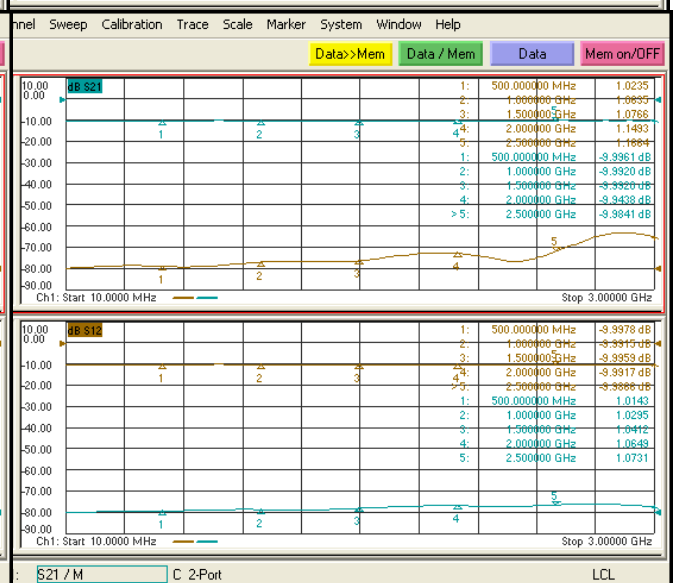 nnel Sweep Calibration Trace Scale Marker System Window Help
Data>>Mem Data / Mem Data Mem on/OFF
10.00 dB S21 1: 500.000000 MHz 1.0235
0.00 2: 1.000000 GHz 1.0635
3: 1.500000 GHz 1.0766
-10.00 4: 2.000000 GHz 1.1493
5: 2.500000 GHz
-20.00
1: 500.000000 MHz -9.9961 dB
-30.00 2: 1.000000 GHz -9.9920 dB
3: 1.500000 GHz -9.9920 dB
-40.00 4: 2.000000 GHz -9.9438 dB
>5: 2.500000 GHz -9.9841 dB
-50.00
-60.00
-70.00
-80.00
-90.00
1 2 3 4 5
1 2 3 4 5
Ch1: Start 10.0000 MHz Stop 3.00000 GHz
10.00 dB S12 1: 500.000000 MHz -9.9978 dB
0.00 2: 1.000000 GHz -9.9915 dB
3: 1.500000 GHz -9.9959 dB
-10.00 4: 2.000000 GHz -9.9917 dB
>5: 2.500000 GHz -9.9866 dB
-20.00
1: 500.000000 MHz 1.0143
-30.00 2: 1.000000 GHz 1.0295
3: 1.500000 GHz 1.0412
-40.00 4: 2.000000 GHz 1.0649
5: 2.500000 GHz 1.0731
-50.00
-60.00
-70.00
-80.00
-90.00
1 2 3 4 5
1 2 3 4 5
Ch1: Start 10.0000 MHz Stop 3.00000 GHz
: S21 / M C 2-Port LCL